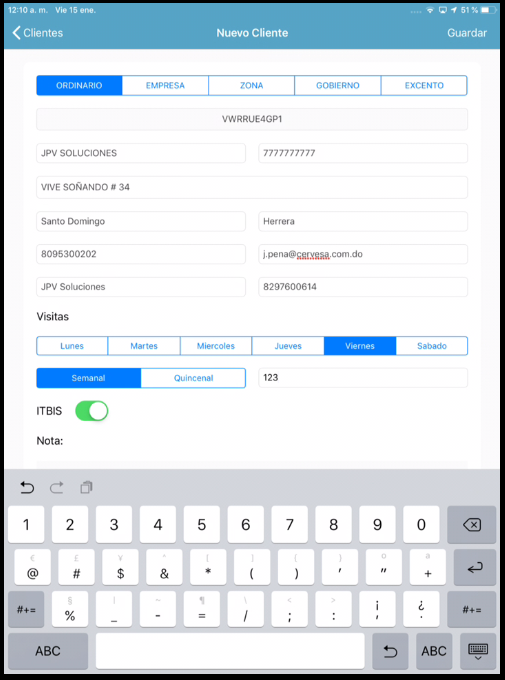 12:10 a. m. Vie 15 ene. 51 %
Clientes Nuevo Cliente Guardar
ORDINARIO EMPRESA ZONA GOBIERNO EXCENTO
VWRRUE4GP1
JPV SOLUCIONES 7777777777
VIVE SOÑANDO # 34
Santo Domingo Herrera
8095300202 j.pena@cervesa.com.do
JPV Soluciones 8297600614
Visitas
Lunes Martes Miercoles Jueves Viernes Sabado
Semanal Quincenal 123
ITBIS
Nota:
1 2 3 4 5 6 7 8 9 0
@ # $ & * ( ) ' " +
#+= % _ - = / ; : ¡ , ¿ . #+=
ABC ABC